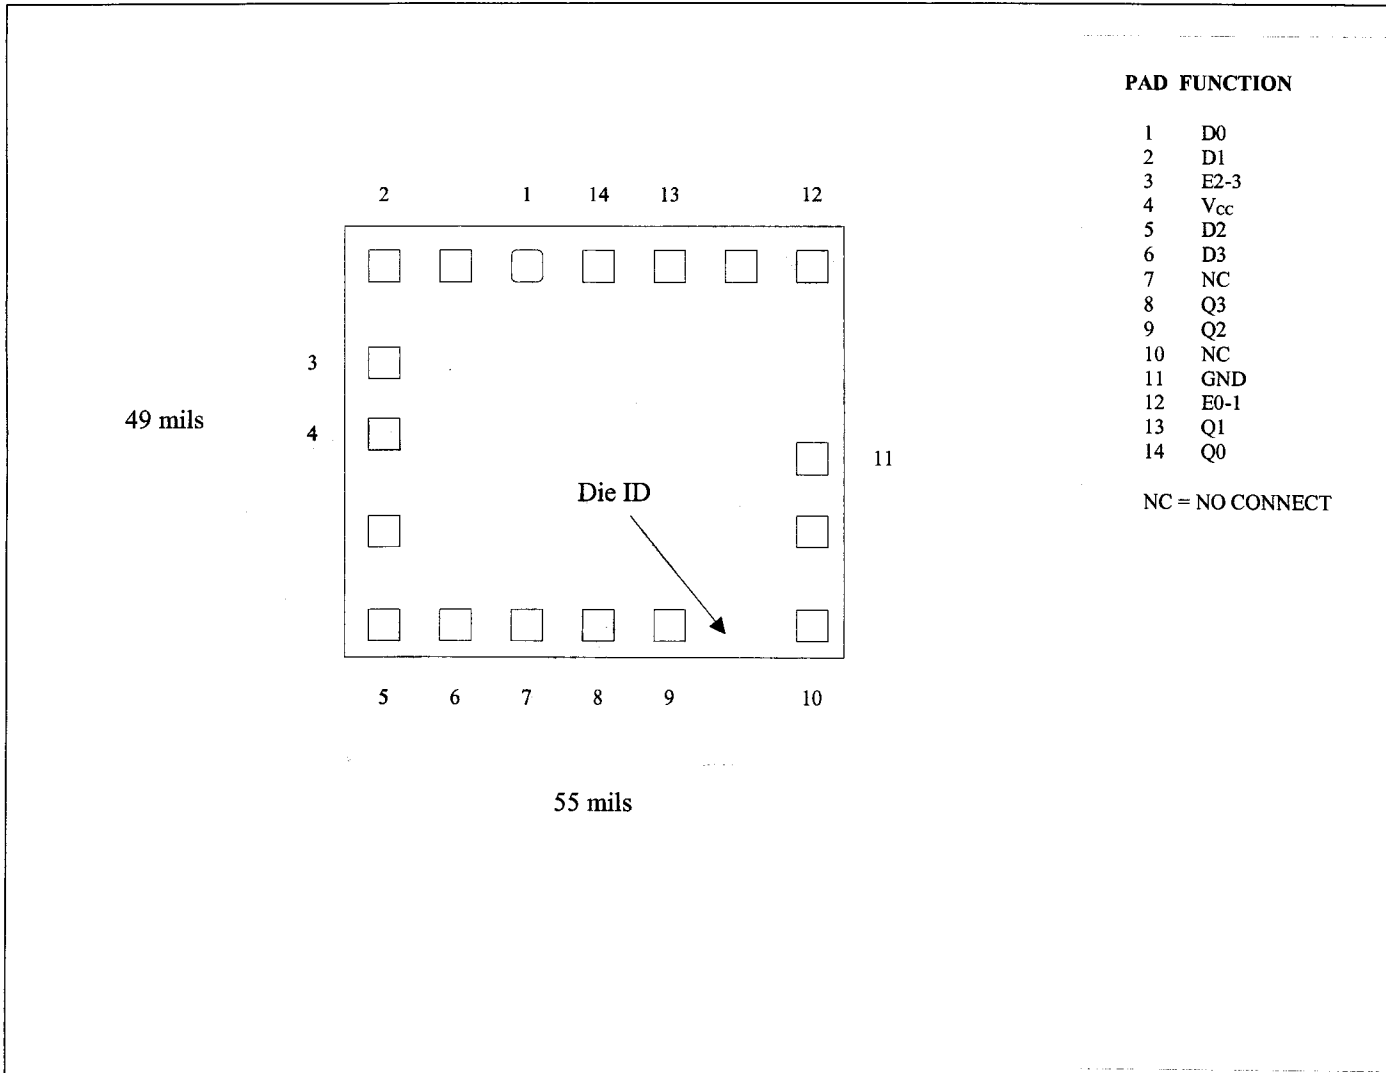 PAD FUNCTION
1 D0
2 D1
3 E2-3
4 Vcc
5 D2
6 D3
7 NC
8 Q3
9 Q2
10 NC
11 GND
12 E0-1
13 Q1
14 Q0
NC = NO CONNECT
2 1 14 13 12
3
49 mils
4
11
Die ID
5 6 7 8 9 10
55 mils